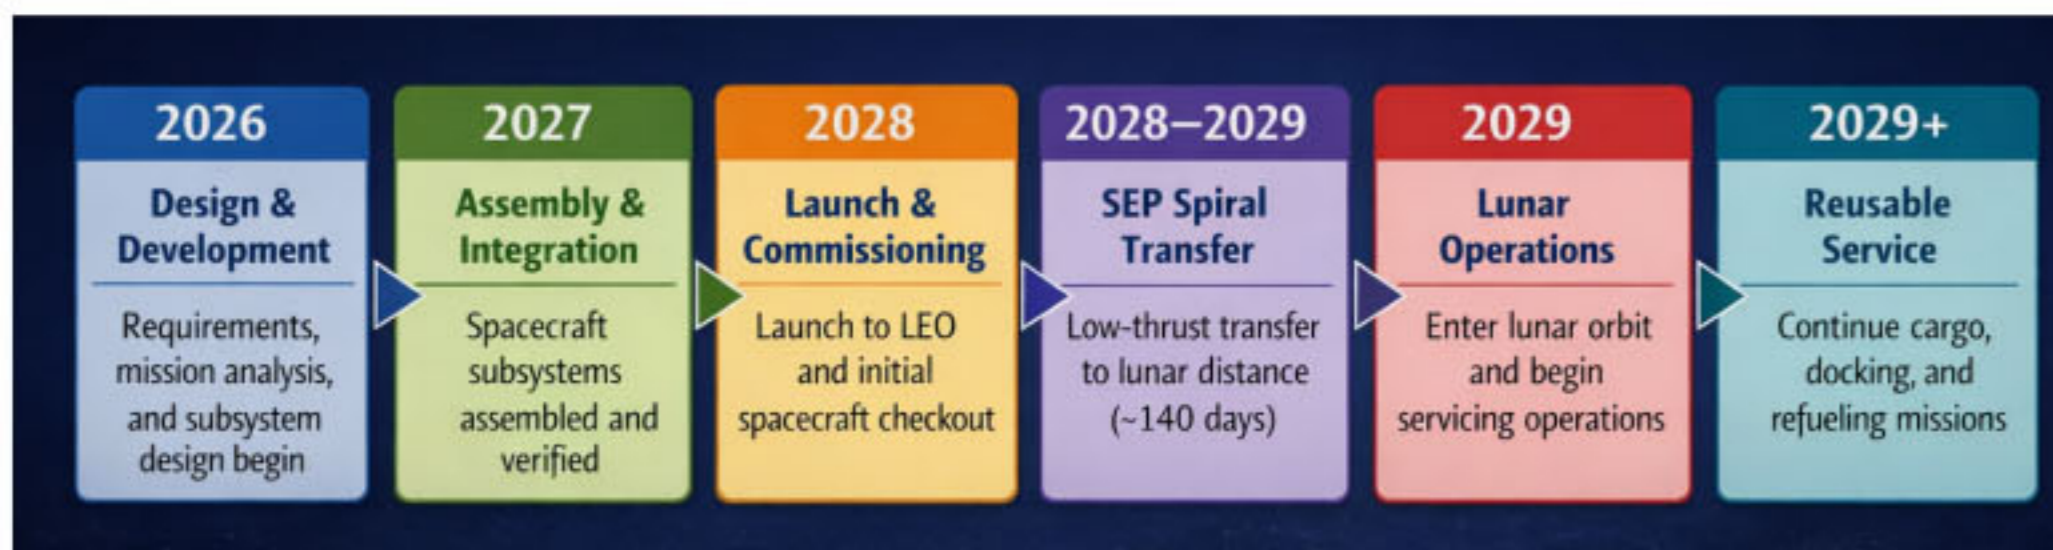 2026
Design &
Development
Requirements,
mission analysis,
and subsystem
design begin
2027
Assembly &
Integration
Spacecraft
subsystems
assembled and
verified
2028
Launch &
Commissioning
Launch to LEO
and initial
spacecraft checkout
2028–2029
SEP Spiral
Transfer
Low-thrust transfer
to lunar distance
(~140 days)
2029
Lunar
Operations
Enter lunar orbit
and begin
servicing operations
2029+
Reusable
Service
Continue cargo,
docking, and
refueling missions